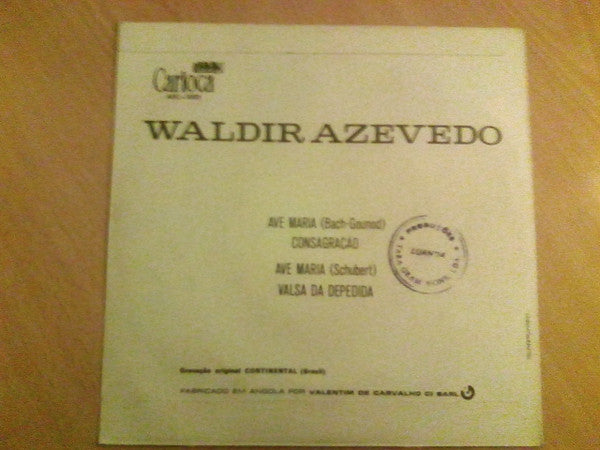 Carioca
WALDIR AZEVEDO
AVE MARIA (Bach-Gounod)
CONSAGRAÇÃO
AVE MARIA (Schubert)
VALSA DA DEPEDIDA
PRODUÇÕES
Gravação original CONTINENTAL (Brasil)
FABRICADO EM ANGOLA POR VALENTIM DE CARVALHO CI SARL